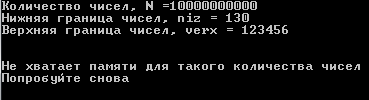 Количество чисел, N =10000000000
Нижняя граница чисел, niz = 130
Верхняя граница чисел, verx = 123456
Не хватает памяти для такого количества чисел
Попробуйте снова